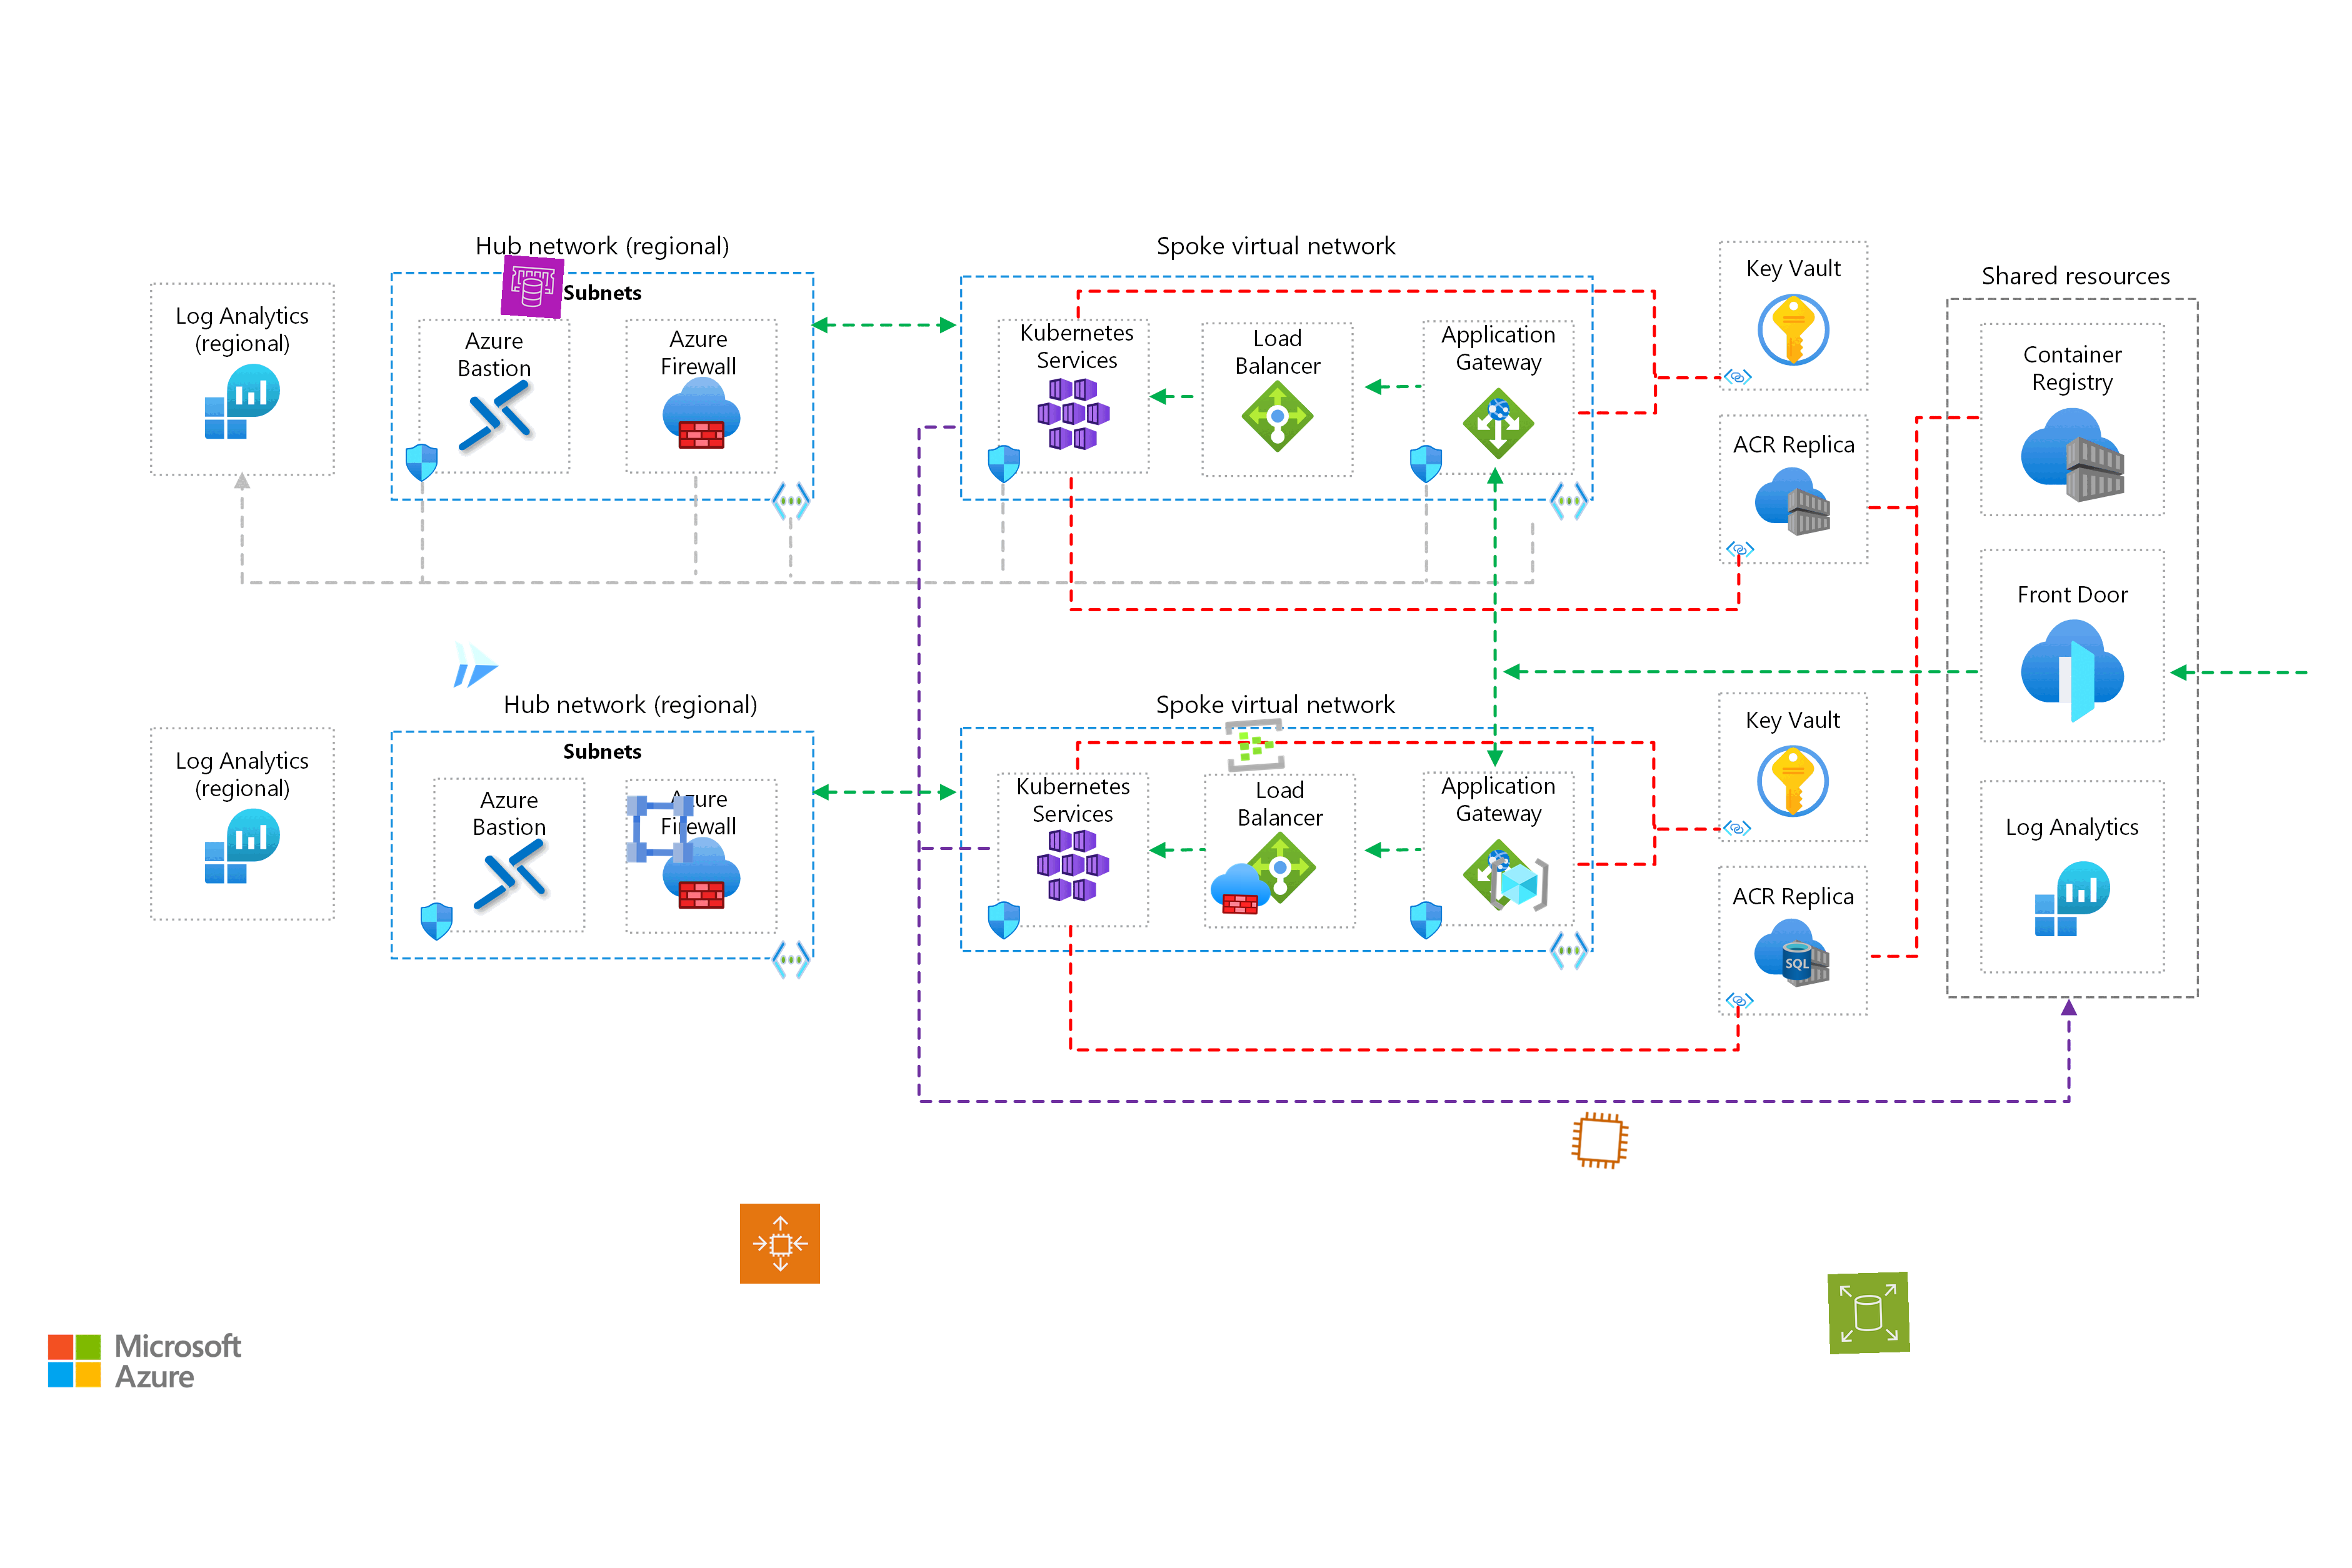 Hub network (regional)
Subnets
Log Analytics
(regional)
Azure
Bastion
Azure
Firewall
Spoke virtual network
Kubernetes
Services
Load
Balancer
Application
Gateway
Key Vault
ACR Replica
Shared resources
Container
Registry
Front Door
Log Analytics
Hub network (regional)
Subnets
Log Analytics
(regional)
Azure
Bastion
Azure
Firewall
Spoke virtual network
Kubernetes
Services
Load
Balancer
Application
Gateway
Key Vault
ACR Replica
SQL
Microsoft
Azure